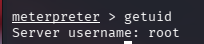 meterpreter > getuid
Server username: root